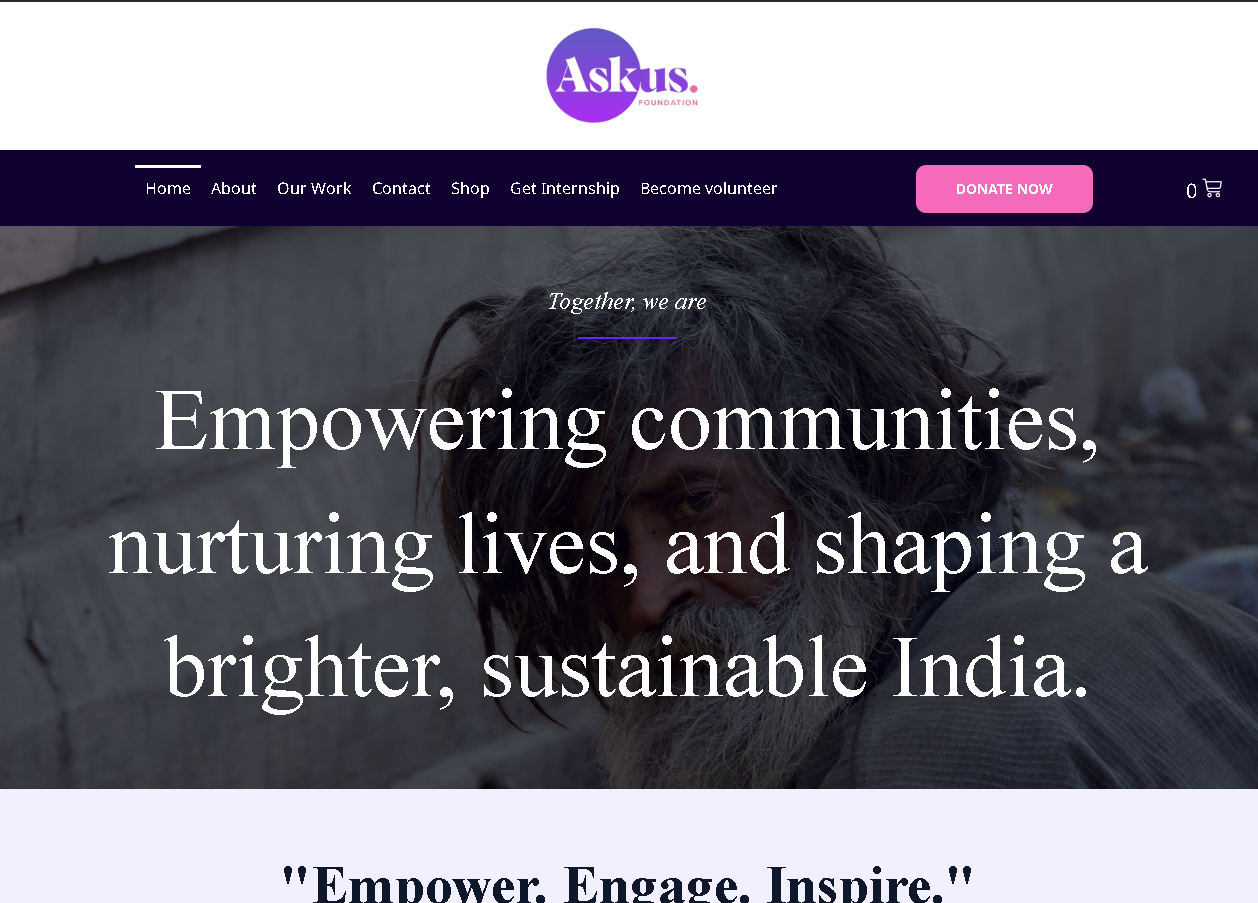 Askus.
FOUNDATION
Home About Our Work Contact Shop Get Internship Become volunteer DONATE NOW 0
Together, we are
Empowering communities,
nurturing lives, and shaping a
brighter, sustainable India.
"Empower. Engage. Inspire."